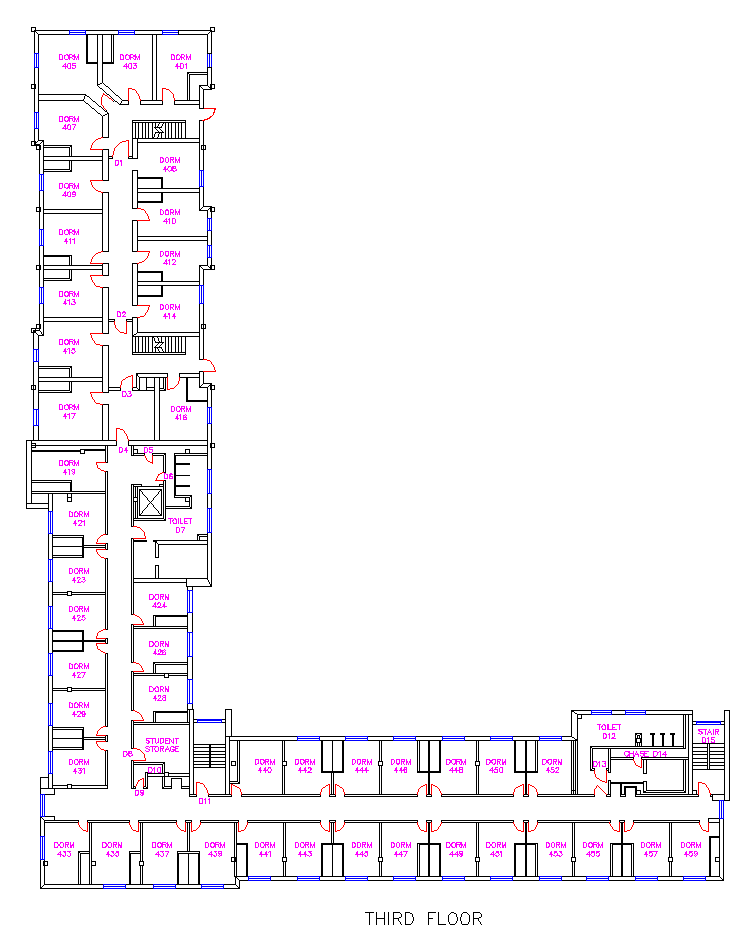 DORM
405
DORM
403
DORM
401
DORM
407
D1
DORM
408
DORM
409
DORM
410
DORM
411
DORM
412
DORM
413
DORM
414
D2
DORM
415
D3
DORM
417
DORM
416
D4
D5
DORM
419
D6
DORM
421
TOILET
D7
DORM
423
DORM
424
DORM
425
DORM
426
DORM
427
DORM
428
DORM
429
DORM
431
D8
STUDENT
STORAGE
D10
D9
D11
DORM
440
DORM
442
DORM
444
DORM
446
DORM
448
DORM
450
DORM
452
TOILET
D12
D13
CHASE D14
STAIR
D15
DORM
433
DORM
435
DORM
437
DORM
439
DORM
441
DORM
443
DORM
445
DORM
447
DORM
449
DORM
451
DORM
453
DORM
455
DORM
457
DORM
459
THIRD FLOOR